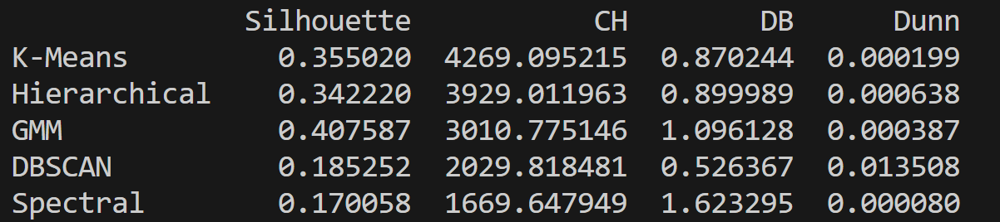 Silhouette CH DB Dunn
K-Means 0.355020 4269.095215 0.870244 0.000199
Hierarchical 0.342220 3929.011963 0.899989 0.000638
GMM 0.407587 3010.775146 1.096128 0.000387
DBSCAN 0.185252 2029.818481 0.526367 0.013508
Spectral 0.170058 1669.647949 1.623295 0.000080